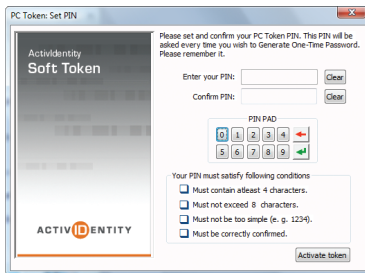 PC Token: Set PIN
ActivIdentity
Soft Token
Please set and confirm your PC Token PIN. This PIN will be
asked every time you wish to Generate One-Time Password.
Please remember it.
Enter your PIN:
Clear
Confirm PIN:
Clear
PIN PAD
0 1 2 3 4
5 6 7 8 9
Your PIN must satisfy following conditions
Must contain atleast 4 characters.
Must not exceed 8 characters.
Must not be too simple (e. g. 1234).
Must be correctly confirmed.
ACTIVIDENTITY
Activate token